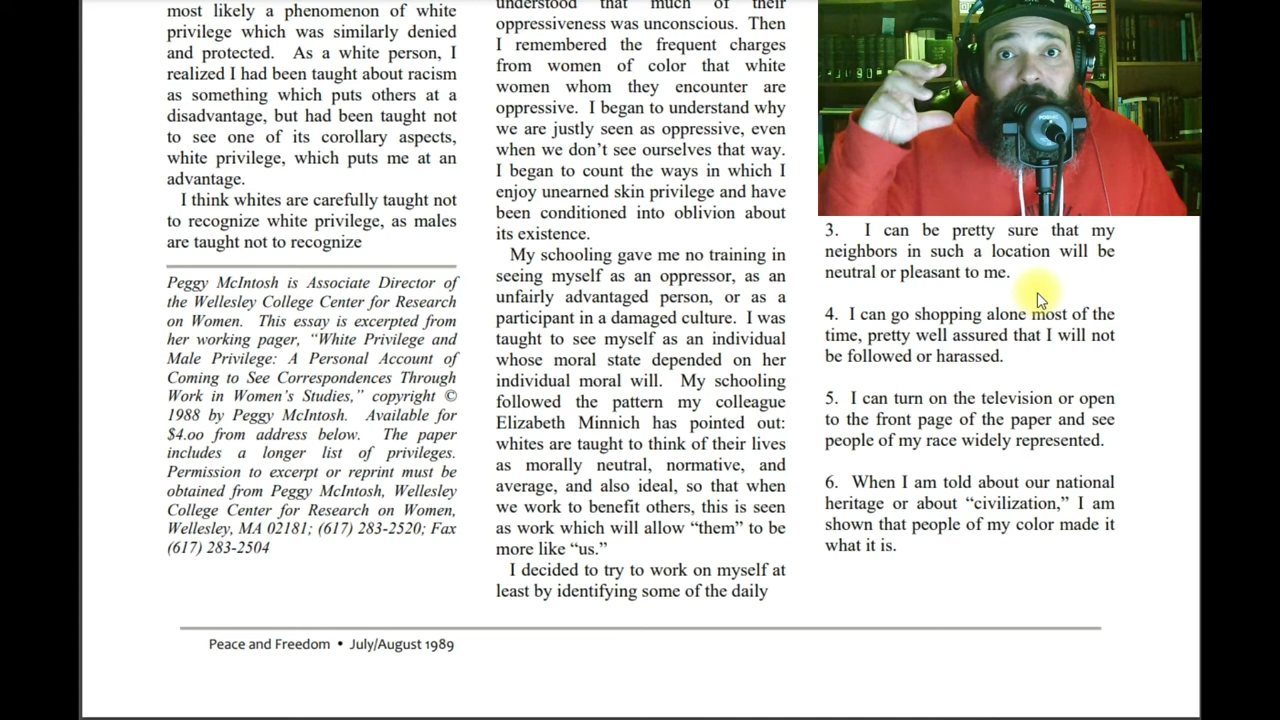 most likely a phenomenon of white
privilege which was similarly denied
and protected. As a white person, I
realized I had been taught about racism
as something which puts others at a
disadvantage, but had been taught not
to see one of its corollary aspects,
white privilege, which puts me at an
advantage.
I think whites are carefully taught not
to recognize white privilege, as males
are taught not to recognize
Peggy McIntosh is Associate Director of
the Wellesley College Center for Research
on Women. This essay is excerpted from
her working pager, “White Privilege and
Male Privilege: A Personal Account of
Coming to See Correspondences Through
Work in Women’s Studies,” copyright ©
1988 by Peggy McIntosh. Available for
$4.oo from address below. The paper
includes a longer list of privileges.
Permission to excerpt or reprint must be
obtained from Peggy McIntosh, Wellesley
College Center for Research on Women,
Wellesley, MA 02181; (617) 283-2520; Fax
(617) 283-2504
understood that much of their
oppressiveness was unconscious. Then
I remembered the frequent charges
from women of color that white
women whom they encounter are
oppressive. I began to understand why
we are justly seen as oppressive, even
when we don’t see ourselves that way.
I began to count the ways in which I
enjoy unearned skin privilege and have
been conditioned into oblivion about
its existence.
My schooling gave me no training in
seeing myself as an oppressor, as an
unfairly advantaged person, or as a
participant in a damaged culture. I was
taught to see myself as an individual
whose moral state depended on her
individual moral will. My schooling
followed the pattern my colleague
Elizabeth Minnich has pointed out:
whites are taught to think of their lives
as morally neutral, normative, and
average, and also ideal, so that when
we work to benefit others, this is seen
as work which will allow “them” to be
more like “us.”
I decided to try to work on myself at
least by identifying some of the daily
3. I can be pretty sure that my
neighbors in such a location will be
neutral or pleasant to me.
4. I can go shopping alone most of the
time, pretty well assured that I will not
be followed or harassed.
5. I can turn on the television or open
to the front page of the paper and see
people of my race widely represented.
6. When I am told about our national
heritage or about “civilization,” I am
shown that people of my color made it
what it is.
Peace and Freedom • July/August 1989